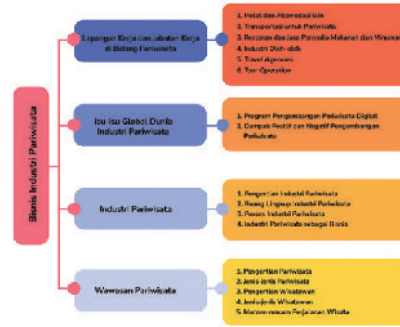 Bisnis Industri Pariwisata
Lapangan Kerja dan Jabatan Kerja
di Bidang Pariwisata
1. Hotel dan Akomodasi lain
2. Transportasi untuk Pariwisata
3. Restoran dan Jasa Penyedia Makanan dan Minuman
4. Industri Oleh-oleh
5. Travel Agencies
6. Tour Operation
Isu-Isu Global Dunia
Industri Pariwisata
1. Program Pengembangan Pariwisata Digital
2. Dampak Positif dan Negatif Pengembangan
Pariwisata
Industri Pariwisata
1. Pengertian Industri Pariwisata
2. Ruang Lingkup Industri Pariwisata
3. Proses Industri Pariwisata
4. Industri Pariwisata sebagai Bisnis
Wawasan Pariwisata
1. Pengertian Pariwisata
2. Jenis-jenis Pariwisata
3. Pengertian Wisatawan
4. Jenis-jenis Wisatawan
5. Macam-macam Perjalanan Wisata